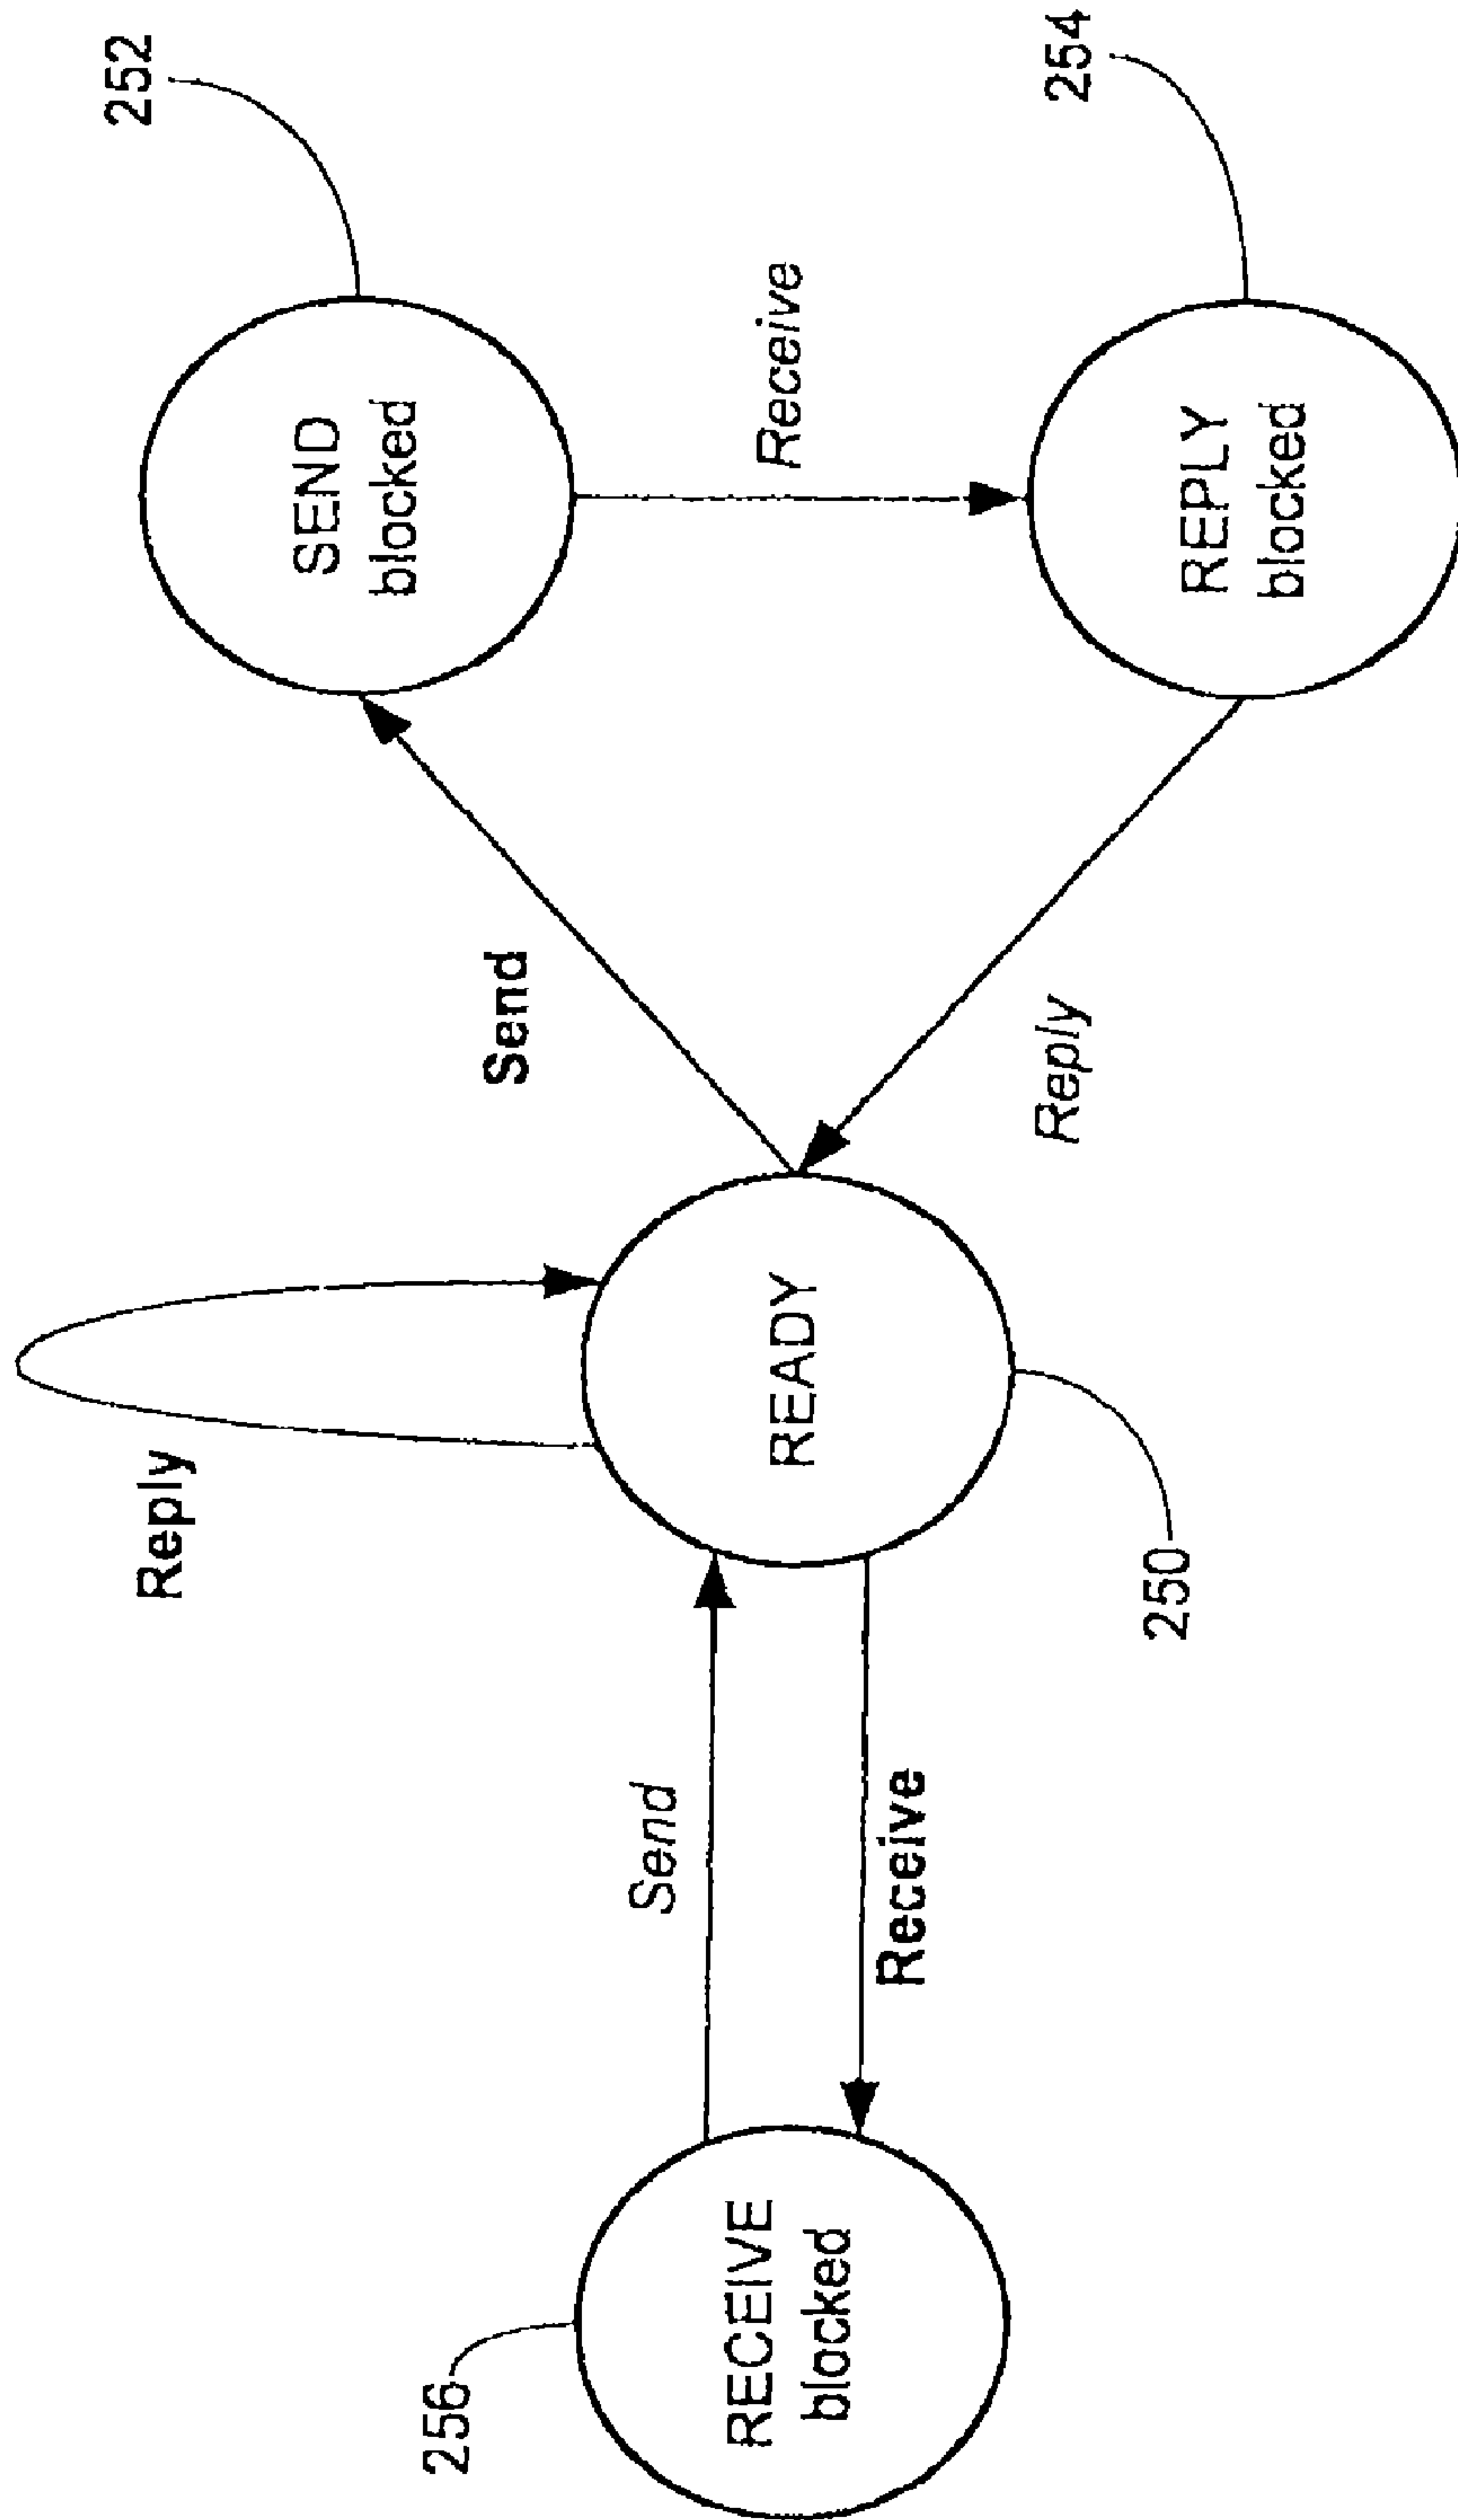 Reply
252
Send
SEND
blocked
256
Send
RECEIVE
blocked
READY
Receive
Receive
254
250
Reply
REPLY
blocked